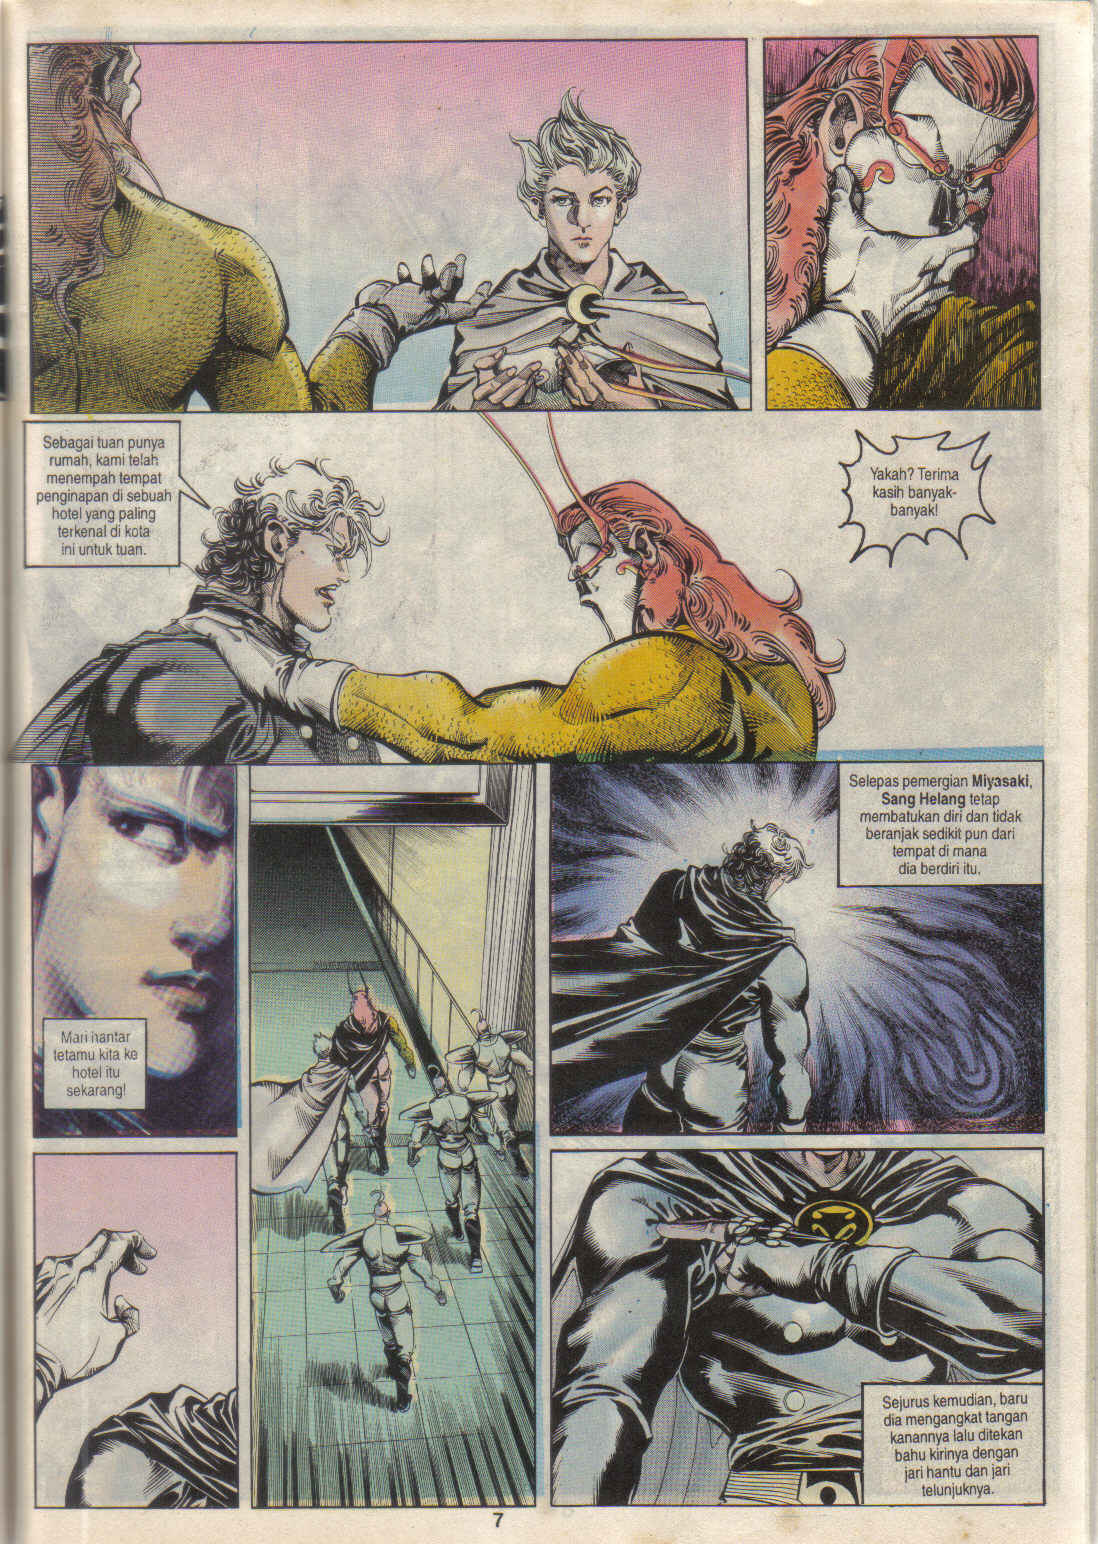 Sebagai tuan punya
rumah, kami telah
menempah tempat
penginapan di sebuah
hotel yang paling
terkenal di kota
ini untuk tuan.
Yakah? Terima
kasih banyak-
banyak!
Mari hantar
tetamu kita ke
hotel itu
sekarang!
Selepas pemergian Miyasaki,
Sang Helang tetap
membatukan diri dan tidak
beranjak sedikit pun dari
tempat di mana
dia berdiri itu.
Sejurus kemudian, baru
dia mengangkat tangan
kanannya lalu ditekan
bahu kirinya dengan
jari hantu dan jari
telunjuknya.
7